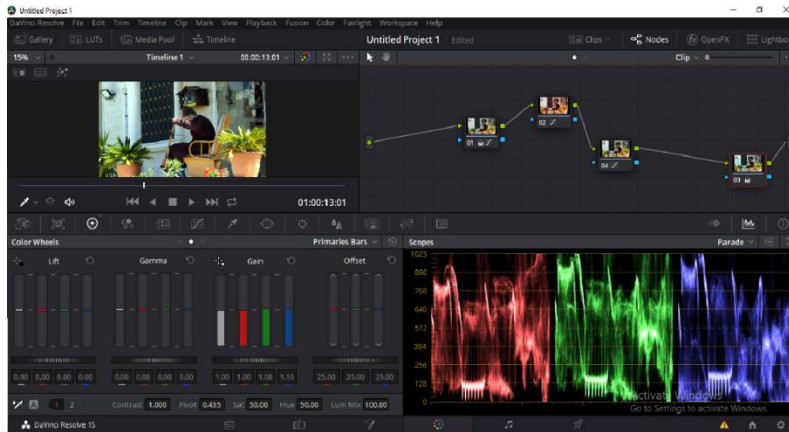 Untitled Project 1
DaVinci Resolve File Edit Trim Timeline Clip Mark View Playback Fusion Color Fairlight Workspace Help
Gallery LUTs Media Pool Timeline Untitled Project 1 Edited Clips Nodes OpenFX Lightbo
15% Timeline 1 00:00:13:01 Clip
01
02
04
03
01:00:13:01
Color Wheels Primaries Bars Scopes Parade
Lift Gamma Gain Offset
1023
896
768
640
512
384
256
128
0
0.00 0.00 0.00 0.00 0.00 0.00 0.00 0.00 1.00 1.00 1.08 1.10 25.00 25.00 25.00
A 1 2 Contrast 1.000 Pivot 0.435 Sat 50.00 Hue 50.00 Lum Mix 100.00
Activate Windows
Go to Settings to activate Windows.
DaVinci Resolve 15